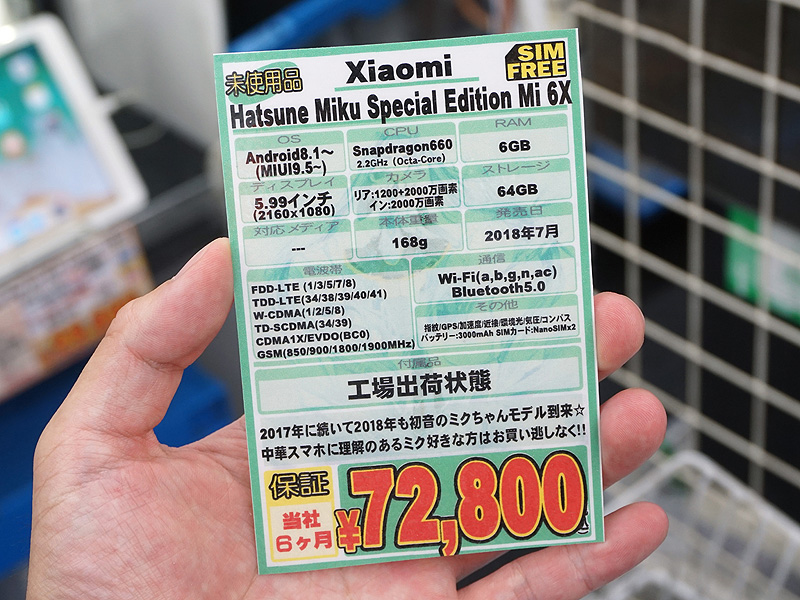 未使用品
Xiaomi
SIM
FREE
Hatsune Miku Special Edition Mi 6X
OS
Android8.1～
(MIUI9.5~)
CPU
Snapdragon660
2.2GHz (Octa-Core)
RAM
6GB
ディスプレイ
5.99インチ
(2160x1080)
カメラ
リア:1200+2000万画素
イン:2000万画素
ストレージ
64GB
対応メディア
---
本体重量
168g
発売日
2018年7月
電波帯
FDD-LTE (1/3/5/7/8)
TDD-LTE(34/38/39/40/41)
W-CDMA(1/2/5/8)
TD-SCDMA(34/39)
CDMA1X/EVDO(BC0)
GSM(850/900/1800/1900MHz)
通信
Wi-Fi(a,b,g,n,ac)
Bluetooth5.0
その他
指紋/GPS/加速度/近接/環境光/気圧/コンパス
バッテリー:3000mAh SIMカード:NanoSIMx2
付属品
工場出荷状態
2017年に続いて2018年も初音のミクちゃんモデル到来☆
中華スマホに理解のあるミク好きな方はお買い逃しなく!!
保証
当社
6ヶ月
¥72,800